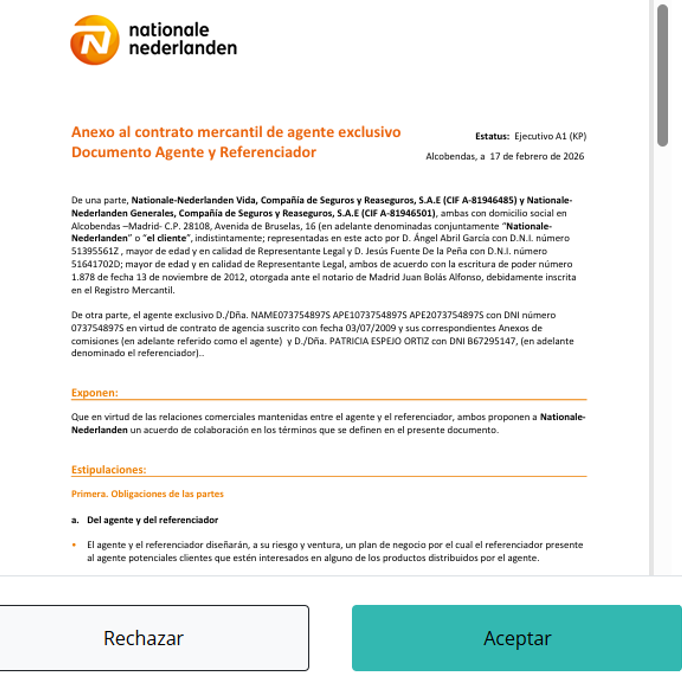 nationale
nederlanden
Anexo al contrato mercantil de agente exclusivo
Documento Agente y Referenciador
Estatus: Ejecutivo A1 (KP)
Alcobendas, a 17 de febrero de 2026
De una parte, Nationale-Nederlanden Vida, Compañía de Seguros y Reaseguros, S.A.E (CIF A-81946485) y Nationale-
Nederlanden Generales, Compañía de Seguros y Reaseguros, S.A.E (CIF A-81946501), ambas con domicilio social en
Alcobendas –Madrid- C.P. 28108, Avenida de Bruselas, 16 (en adelante denominadas conjuntamente “Nationale-
Nederlanden” o “el cliente”, indistintamente; representadas en este acto por D. Ángel Abril García con D.N.I. número
51395561Z , mayor de edad y en calidad de Representante Legal y D. Jesús Fuente De la Peña con D.N.I. número
51641702D; mayor de edad y en calidad de Representante Legal, ambos de acuerdo con la escritura de poder número
1.878 de fecha 13 de noviembre de 2012, otorgada ante el notario de Madrid Juan Bolás Alfonso, debidamente inscrita
en el Registro Mercantil.
De otra parte, el agente exclusivo D./Dña. NAME07375489​7S APE107375489​7S APE207375489​7S con DNI número
07375489​7S en virtud de contrato de agencia suscrito con fecha 03/07/2009 y sus correspondientes Anexos de
comisiones (en adelante referido como el agente) y D./Dña. PATRICIA ESPEJO ORTIZ con DNI B67295147, (en adelante
denominado el referenciador)..
Exponen:
Que en virtud de las relaciones comerciales mantenidas entre el agente y el referenciador, ambos proponen a Nationale-
Nederlanden un acuerdo de colaboración en los términos que se definen en el presente documento.
Estipulaciones:
Primera. Obligaciones de las partes
a. Del agente y del referenciador
• El agente y el referenciador diseñarán, a su riesgo y ventura, un plan de negocio por el cual el referenciador presente
al agente potenciales clientes que estén interesados en alguno de los productos distribuidos por el agente.
Rechazar
Aceptar